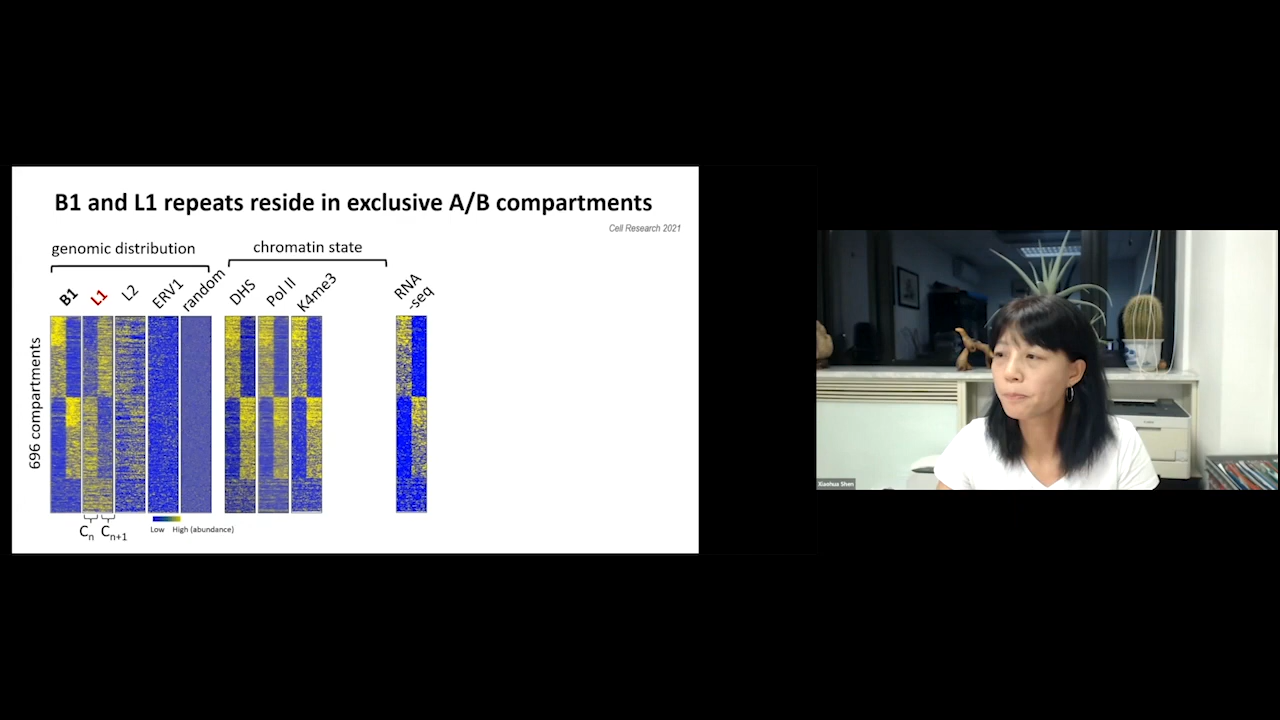 B1 and L1 repeats reside in exclusive A/B compartments
Cell Research 2021
genomic distribution
chromatin state
B1
L1
L2
ERV1
random
DHS
Pol II
K4me3
RNA
-seq
696 compartments
Cn
Cn+1
Low
High (abundance)
Xiaohua Shen